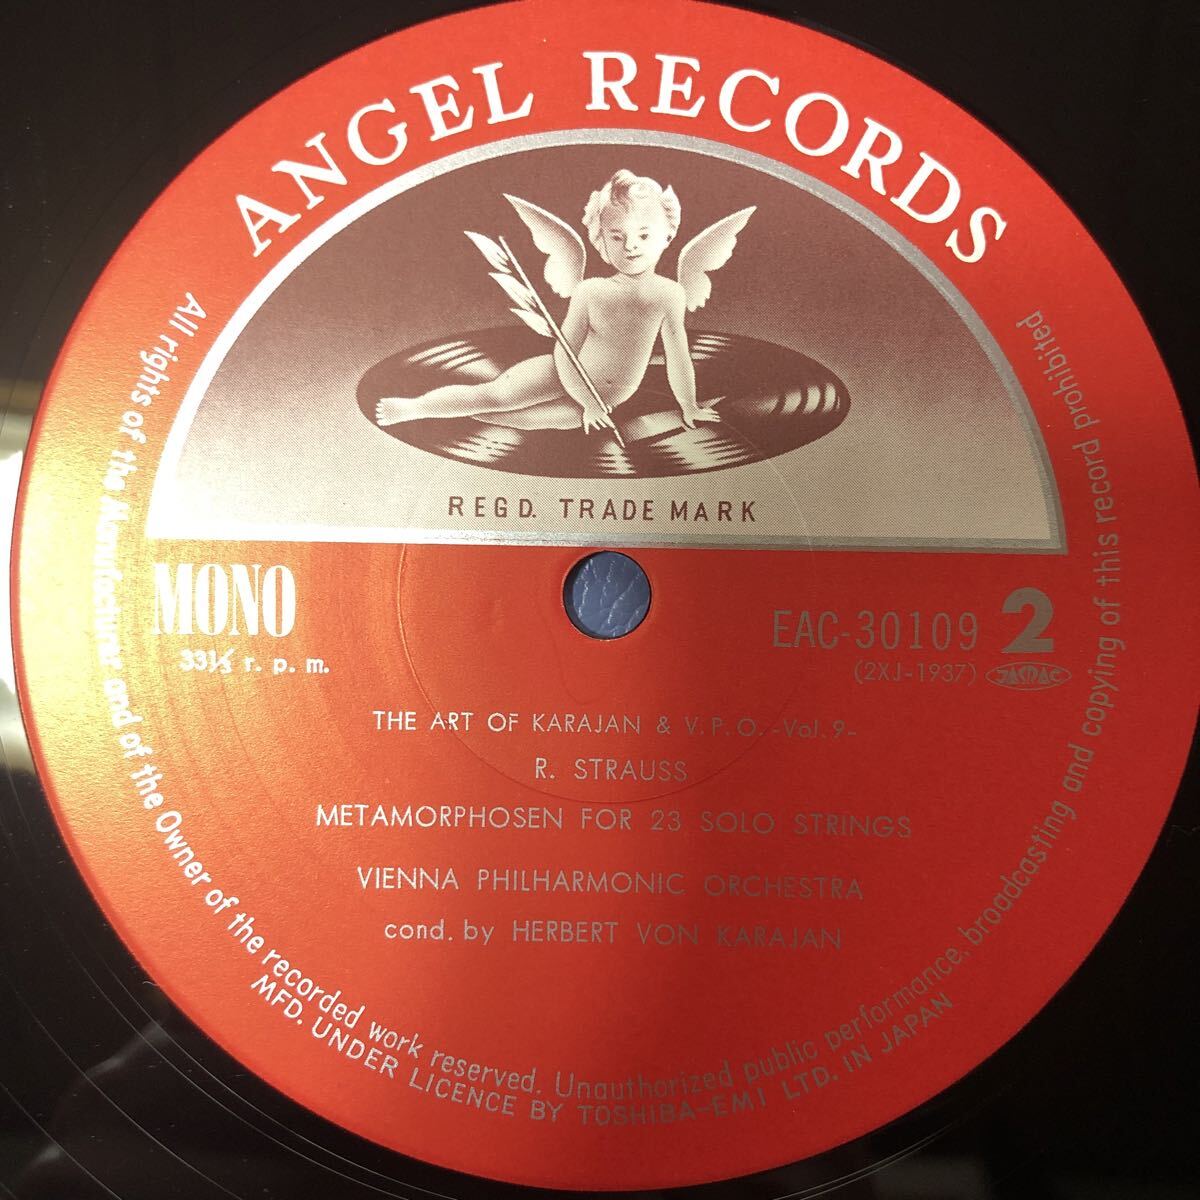 ANGEL RECORDS
REGD. TRADE MARK
MONO
33⅓ r. p. m.
EAC-30109 2
(2XJ-1937) JASRAC
THE ART OF KARAJAN & V.P.O. -Vol. 9-
R. STRAUSS
METAMORPHOSEN FOR 23 SOLO STRINGS
VIENNA PHILHARMONIC ORCHESTRA
cond. by HERBERT VON KARAJAN
All rights of the Manufacturer and of the Owner of the recorded work reserved. Unauthorized public performance, broadcasting and copying of this record prohibited
MFD. UNDER LICENCE BY TOSHIBA-EMI LTD. IN JAPAN